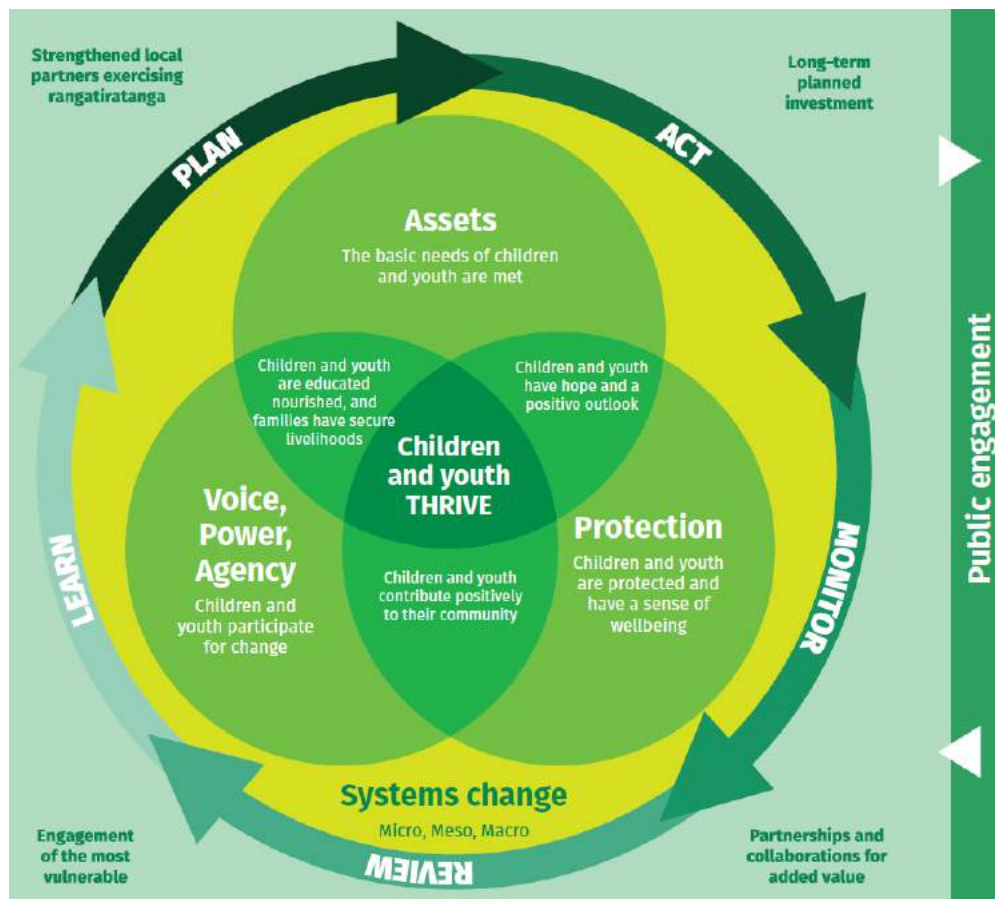 Strengthened local
partners exercising
rangatiratanga
Long-term
planned
investment
PLAN
ACT
Assets
The basic needs of children
and youth are met
Children and youth
are educated
nourished, and
families have secure
livelihoods
Children and youth
have hope and a
positive outlook
Children
and youth
THRIVE
Voice,
Power,
Agency
Children and
youth participate
for change
Protection
Children and youth
are protected and
have a sense of
wellbeing
Children and youth
contribute positively
to their community
LEARN
MONITOR
Public engagement
Systems change
Micro, Meso, Macro
REVIEW
Engagement
of the most
vulnerable
Partnerships and
collaborations for
added value